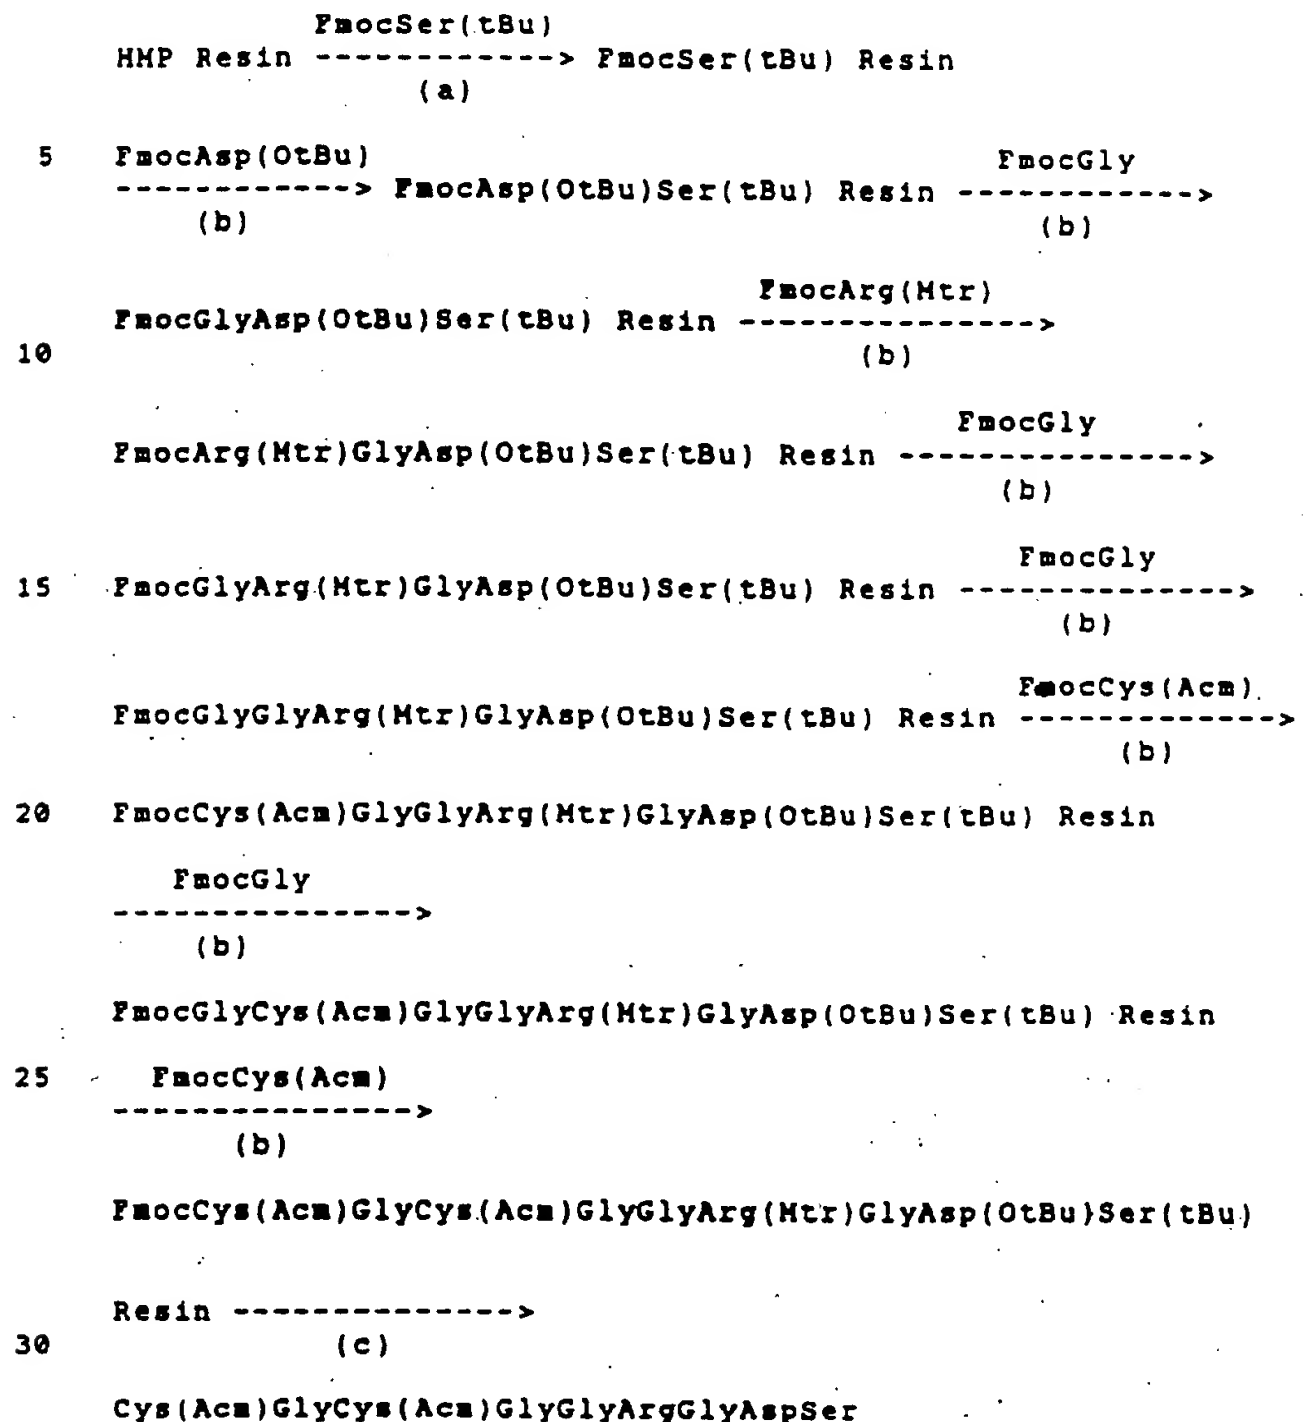 FmocSer(tBu)
HMP Resin ------------> FmocSer(tBu) Resin
(a)
5 FmocAsp(OtBu) FmocGly
------------> FmocAsp(OtBu)Ser(tBu) Resin ------------>
(b) (b)
FmocArg(Mtr)
FmocGlyAsp(OtBu)Ser(tBu) Resin --------------->
10 (b)
FmocGly
FmocArg(Mtr)GlyAsp(OtBu)Ser(tBu) Resin --------------->
(b)
FmocGly
15 FmocGlyArg(Mtr)GlyAsp(OtBu)Ser(tBu) Resin -------------->
(b)
FmocCys(Acm)
FmocGlyGlyArg(Mtr)GlyAsp(OtBu)Ser(tBu) Resin ------------->
(b)
20 FmocCys(Acm)GlyGlyArg(Mtr)GlyAsp(OtBu)Ser(tBu) Resin
FmocGly
--------------->
(b)
FmocGlyCys(Acm)GlyGlyArg(Mtr)GlyAsp(OtBu)Ser(tBu) Resin
25 FmocCys(Acm)
--------------->
(b)
FmocCys(Acm)GlyCys(Acm)GlyGlyArg(Mtr)GlyAsp(OtBu)Ser(tBu)
Resin -------------->
30 (c)
Cys(Acm)GlyCys(Acm)GlyGlyArgGlyAspSer